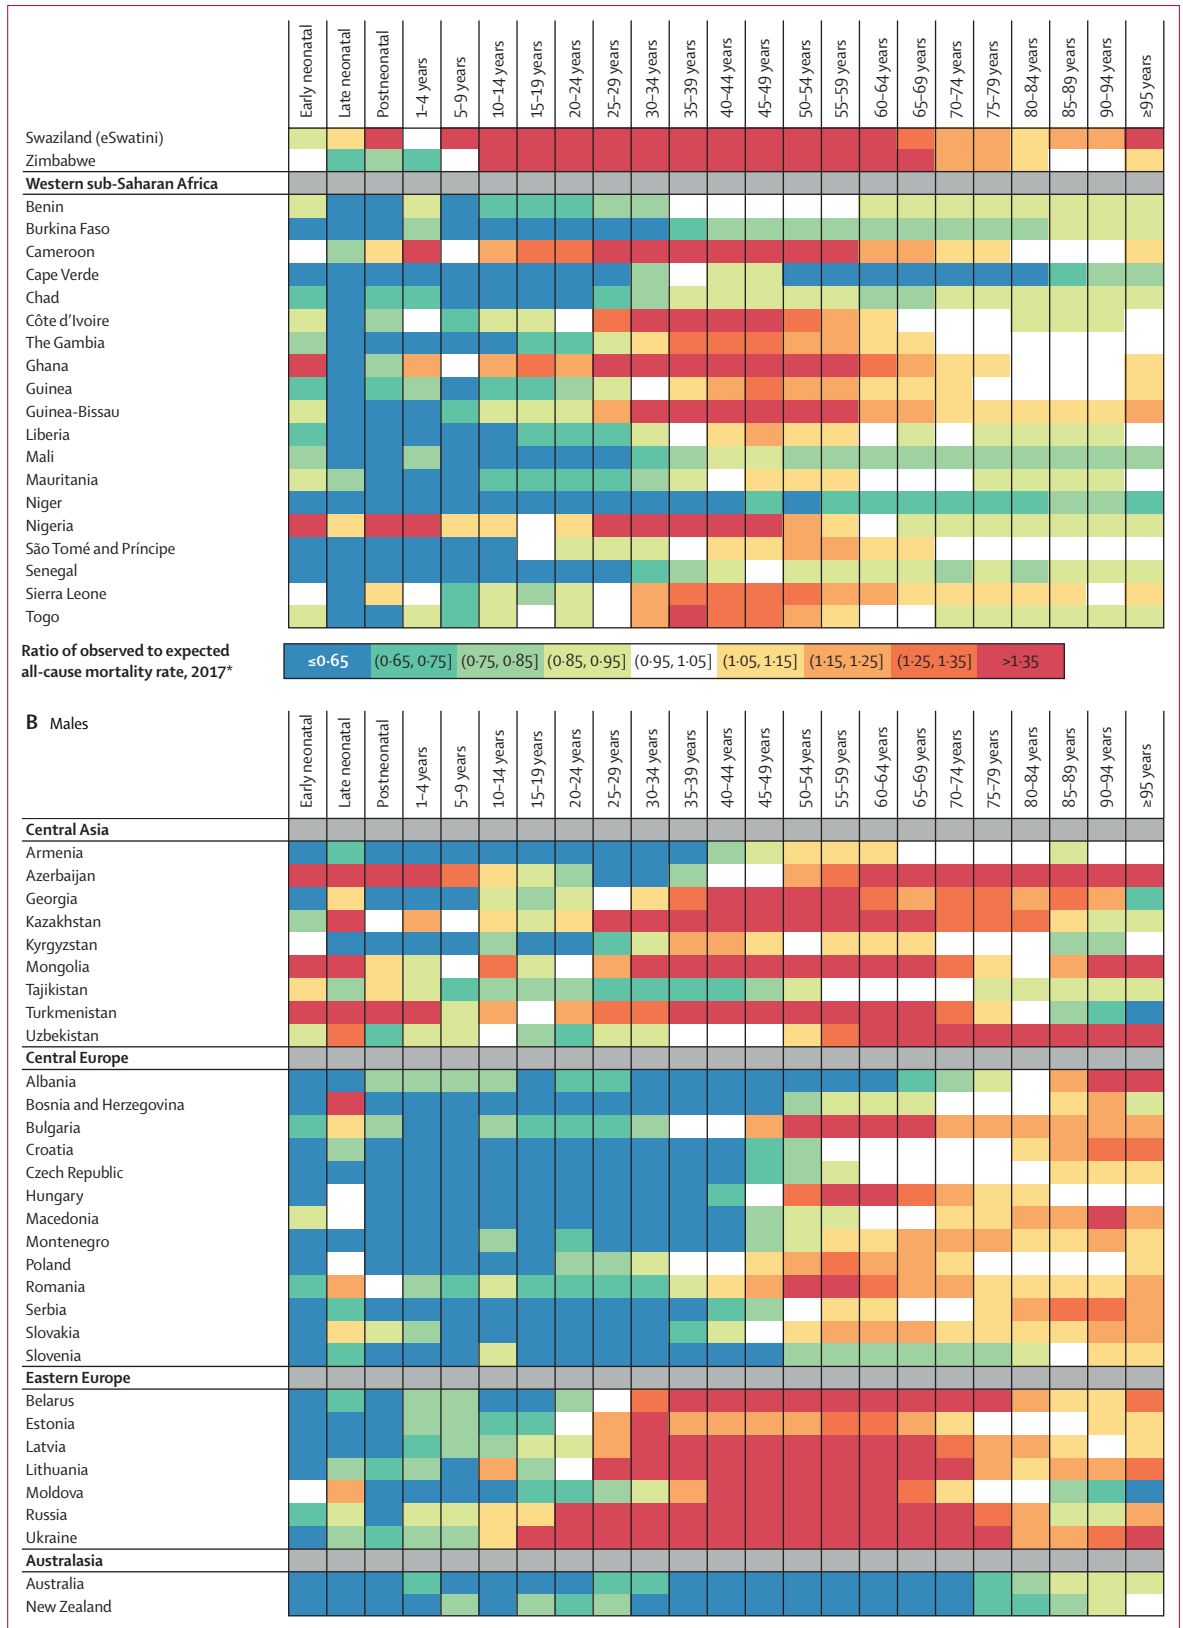 Early neonatal
Late neonatal
Postneonatal
1–4 years
5–9 years
10–14 years
15–19 years
20–24 years
25–29 years
30–34 years
35–39 years
40–44 years
45–49 years
50–54 years
55–59 years
60–64 years
65–69 years
70–74 years
75–79 years
80–84 years
85–89 years
90–94 years
≥95 years
Swaziland (eSwatini)
Zimbabwe
Western sub-Saharan Africa
Benin
Burkina Faso
Cameroon
Cape Verde
Chad
Côte d’Ivoire
The Gambia
Ghana
Guinea
Guinea-Bissau
Liberia
Mali
Mauritania
Niger
Nigeria
São Tomé and Príncipe
Senegal
Sierra Leone
Togo
Ratio of observed to expected
all-cause mortality rate, 2017*
≤0·65
(0·65, 0·75]
(0·75, 0·85]
(0·85, 0·95]
(0·95, 1·05]
(1·05, 1·15]
(1·15, 1·25]
(1·25, 1·35]
>1·35
B Males
Early neonatal
Late neonatal
Postneonatal
1–4 years
5–9 years
10–14 years
15–19 years
20–24 years
25–29 years
30–34 years
35–39 years
40–44 years
45–49 years
50–54 years
55–59 years
60–64 years
65–69 years
70–74 years
75–79 years
80–84 years
85–89 years
90–94 years
≥95 years
Central Asia
Armenia
Azerbaijan
Georgia
Kazakhstan
Kyrgyzstan
Mongolia
Tajikistan
Turkmenistan
Uzbekistan
Central Europe
Albania
Bosnia and Herzegovina
Bulgaria
Croatia
Czech Republic
Hungary
Macedonia
Montenegro
Poland
Romania
Serbia
Slovakia
Slovenia
Eastern Europe
Belarus
Estonia
Latvia
Lithuania
Moldova
Russia
Ukraine
Australasia
Australia
New Zealand